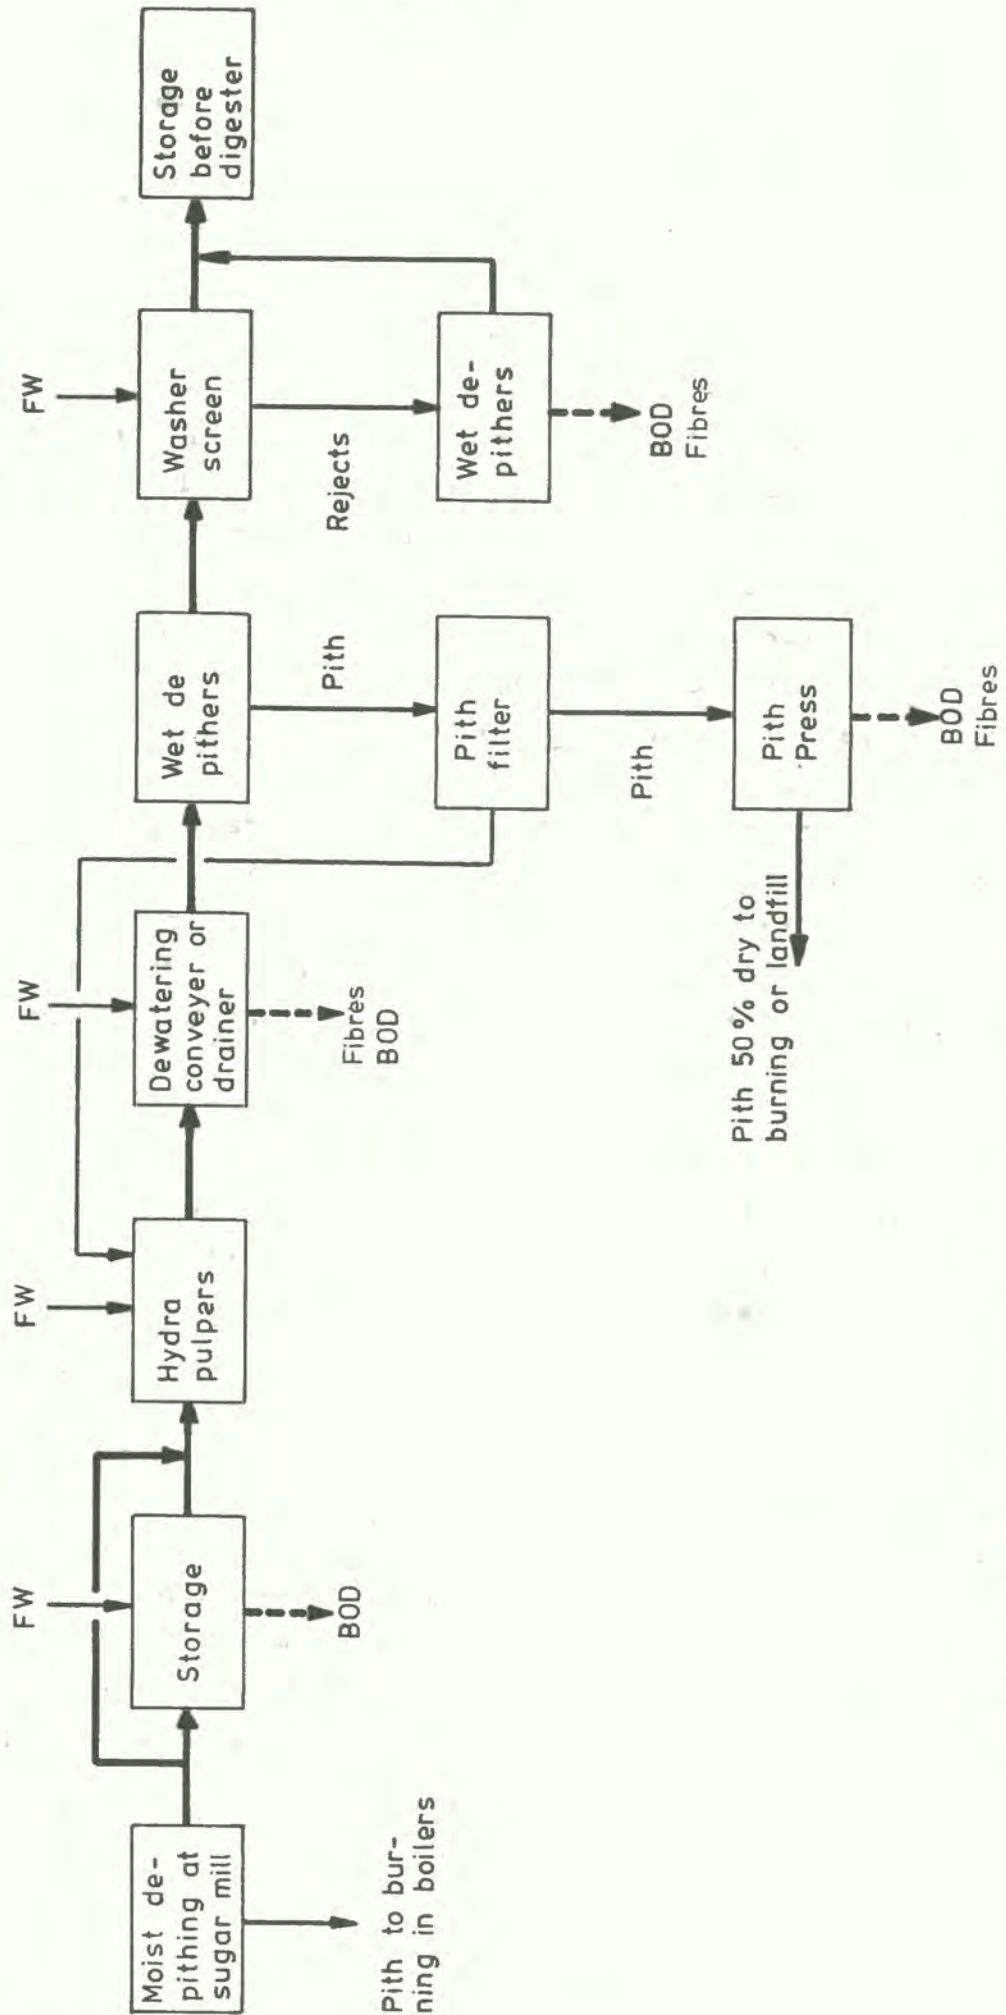 FW
FW
FW
FW
Moist de-
pithing at
sugar mill
Storage
Hydra
pulpers
Dewatering
conveyer or
drainer
Wet de
pithers
Washer
screen
Storage
before
digester
Pith to bur-
ning in boilers
BOD
Fibres
BOD
Pith
Rejects
Pith
filter
Wet de-
pithers
Pith
BOD
Fibres
Pith 50% dry to
burning or landfill
Pith
Press
BOD
Fibres